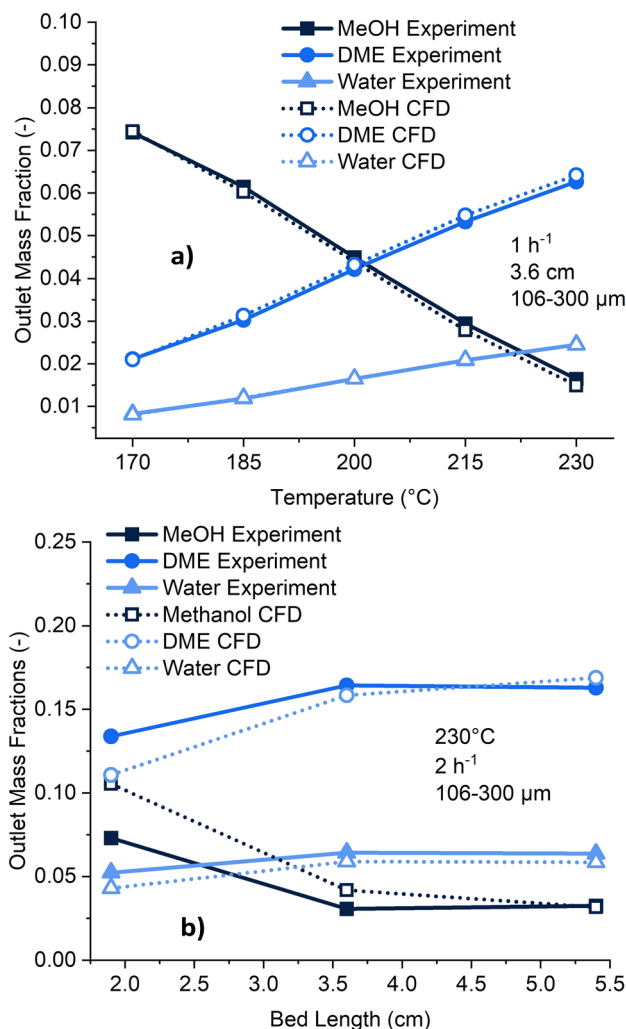 0.10
0.09
0.08
0.07
0.06
0.05
0.04
0.03
0.02
0.01
Outlet Mass Fraction (-)
MeOH Experiment
DME Experiment
Water Experiment
MeOH CFD
DME CFD
Water CFD
a)
1 h⁻¹
3.6 cm
106-300 µm
170 185 200 215 230
Temperature (°C)
MeOH Experiment
DME Experiment
Water Experiment
Methanol CFD
DME CFD
Water CFD
0.25
0.20
0.15
0.10
0.05
0.00
Outlet Mass Fractions (-)
230°C
2 h⁻¹
106-300 µm
b)
2.0 2.5 3.0 3.5 4.0 4.5 5.0 5.5
Bed Length (cm)